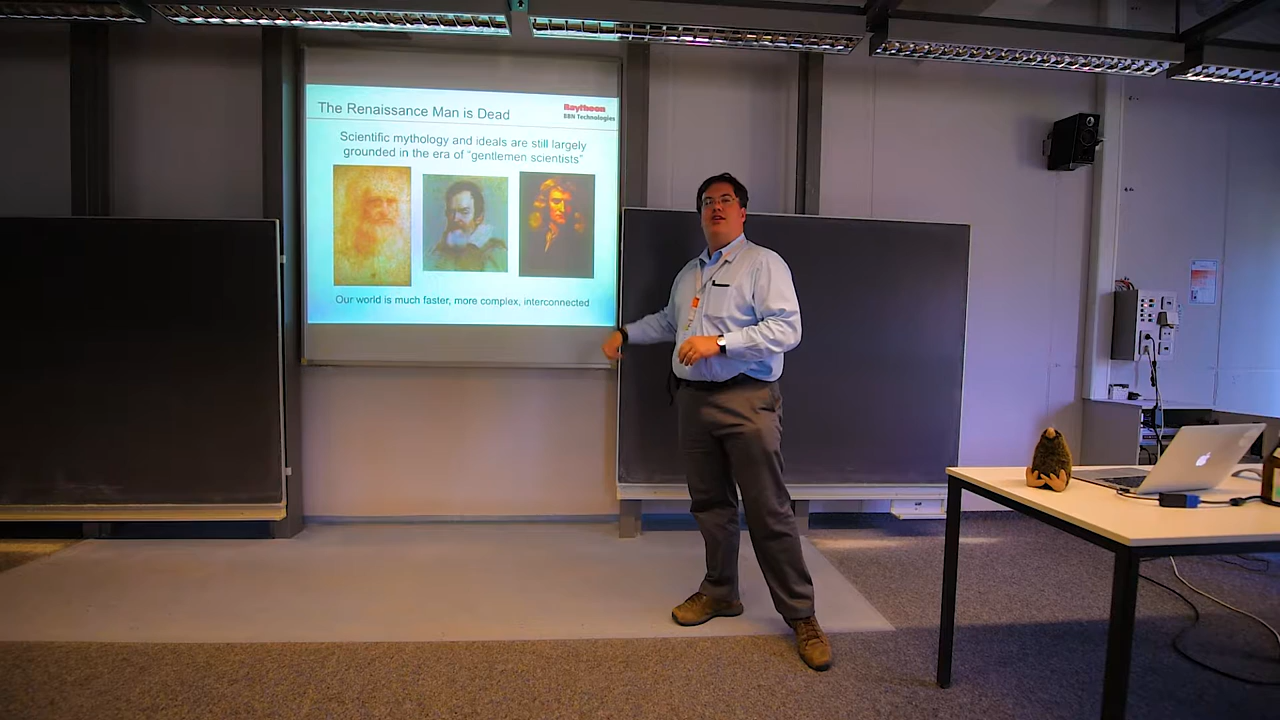 The Renaissance Man is Dead
Raytheon
BBN Technologies
Scientific mythology and ideals are still largely
grounded in the era of "gentlemen scientists"
Our world is much faster, more complex, interconnected